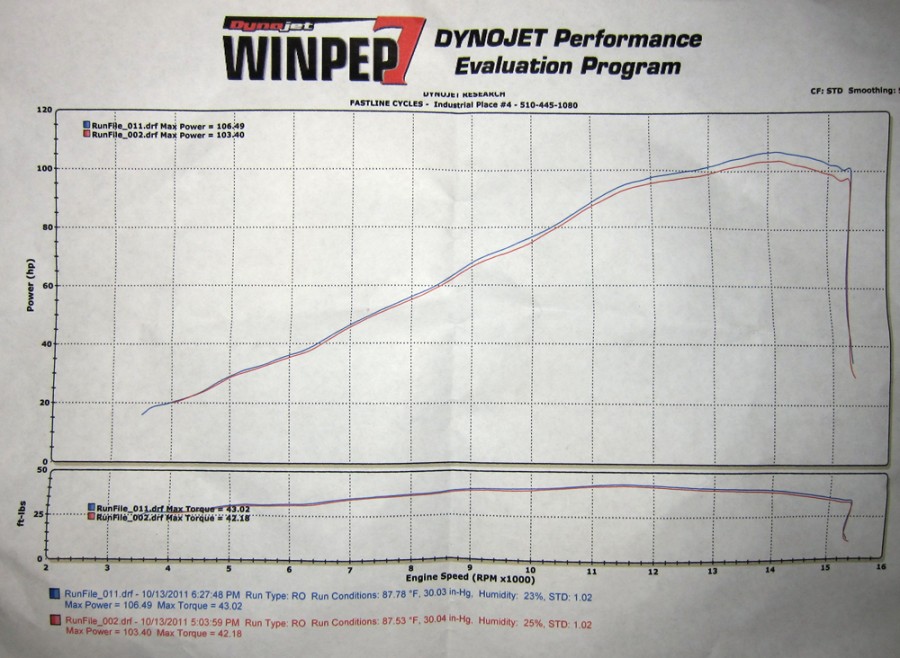 Dynojet
WINPEP 7
DYNOJET Performance
Evaluation Program
DYNOJET RESEARCH
CF: STD Smoothing:
FASTLINE CYCLES - Industrial Place #4 - 510-445-1080
RunFile_011.drf Max Power = 106.49
RunFile_002.drf Max Power = 103.40
120
100
80
60
40
20
0
Power (hp)
50
25
0
ft-lbs
RunFile_011.drf Max Torque = 43.02
RunFile_002.drf Max Torque = 42.18
2 3 4 5 6 7 8 9 10 11 12 13 14 15 16
Engine Speed (RPM x1000)
RunFile_011.drf - 10/13/2011 6:27:48 PM Run Type: RO Run Conditions: 87.78 °F, 30.03 in-Hg, Humidity: 23%, STD: 1.02
Max Power = 106.49 Max Torque = 43.02
RunFile_002.drf - 10/13/2011 5:03:59 PM Run Type: RO Run Conditions: 87.53 °F, 30.04 in-Hg. Humidity: 25%, STD: 1.02
Max Power = 103.40 Max Torque = 42.18